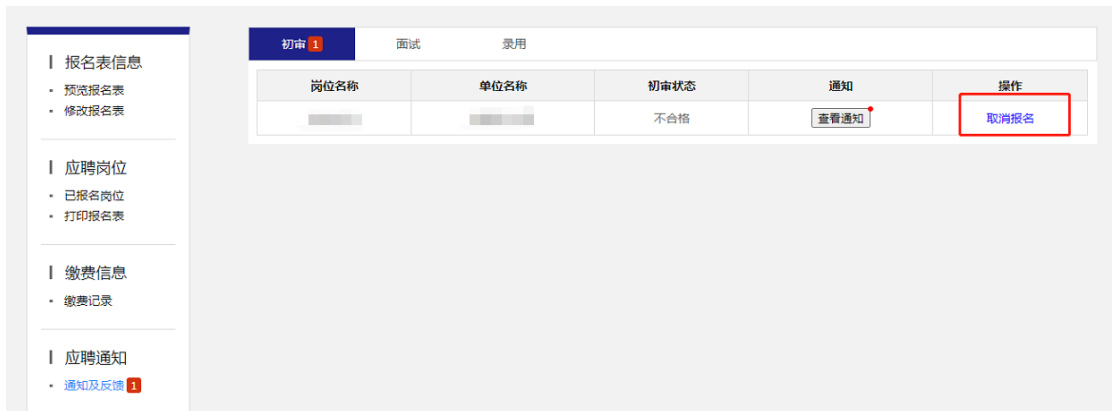 报名表信息
预览报名表
修改报名表
应聘岗位
已报名岗位
打印报名表
缴费信息
缴费记录
应聘通知
通知及反馈 1
初审 1 面试 录用
岗位名称 单位名称 初审状态 通知 操作
不合格 查看通知 取消报名